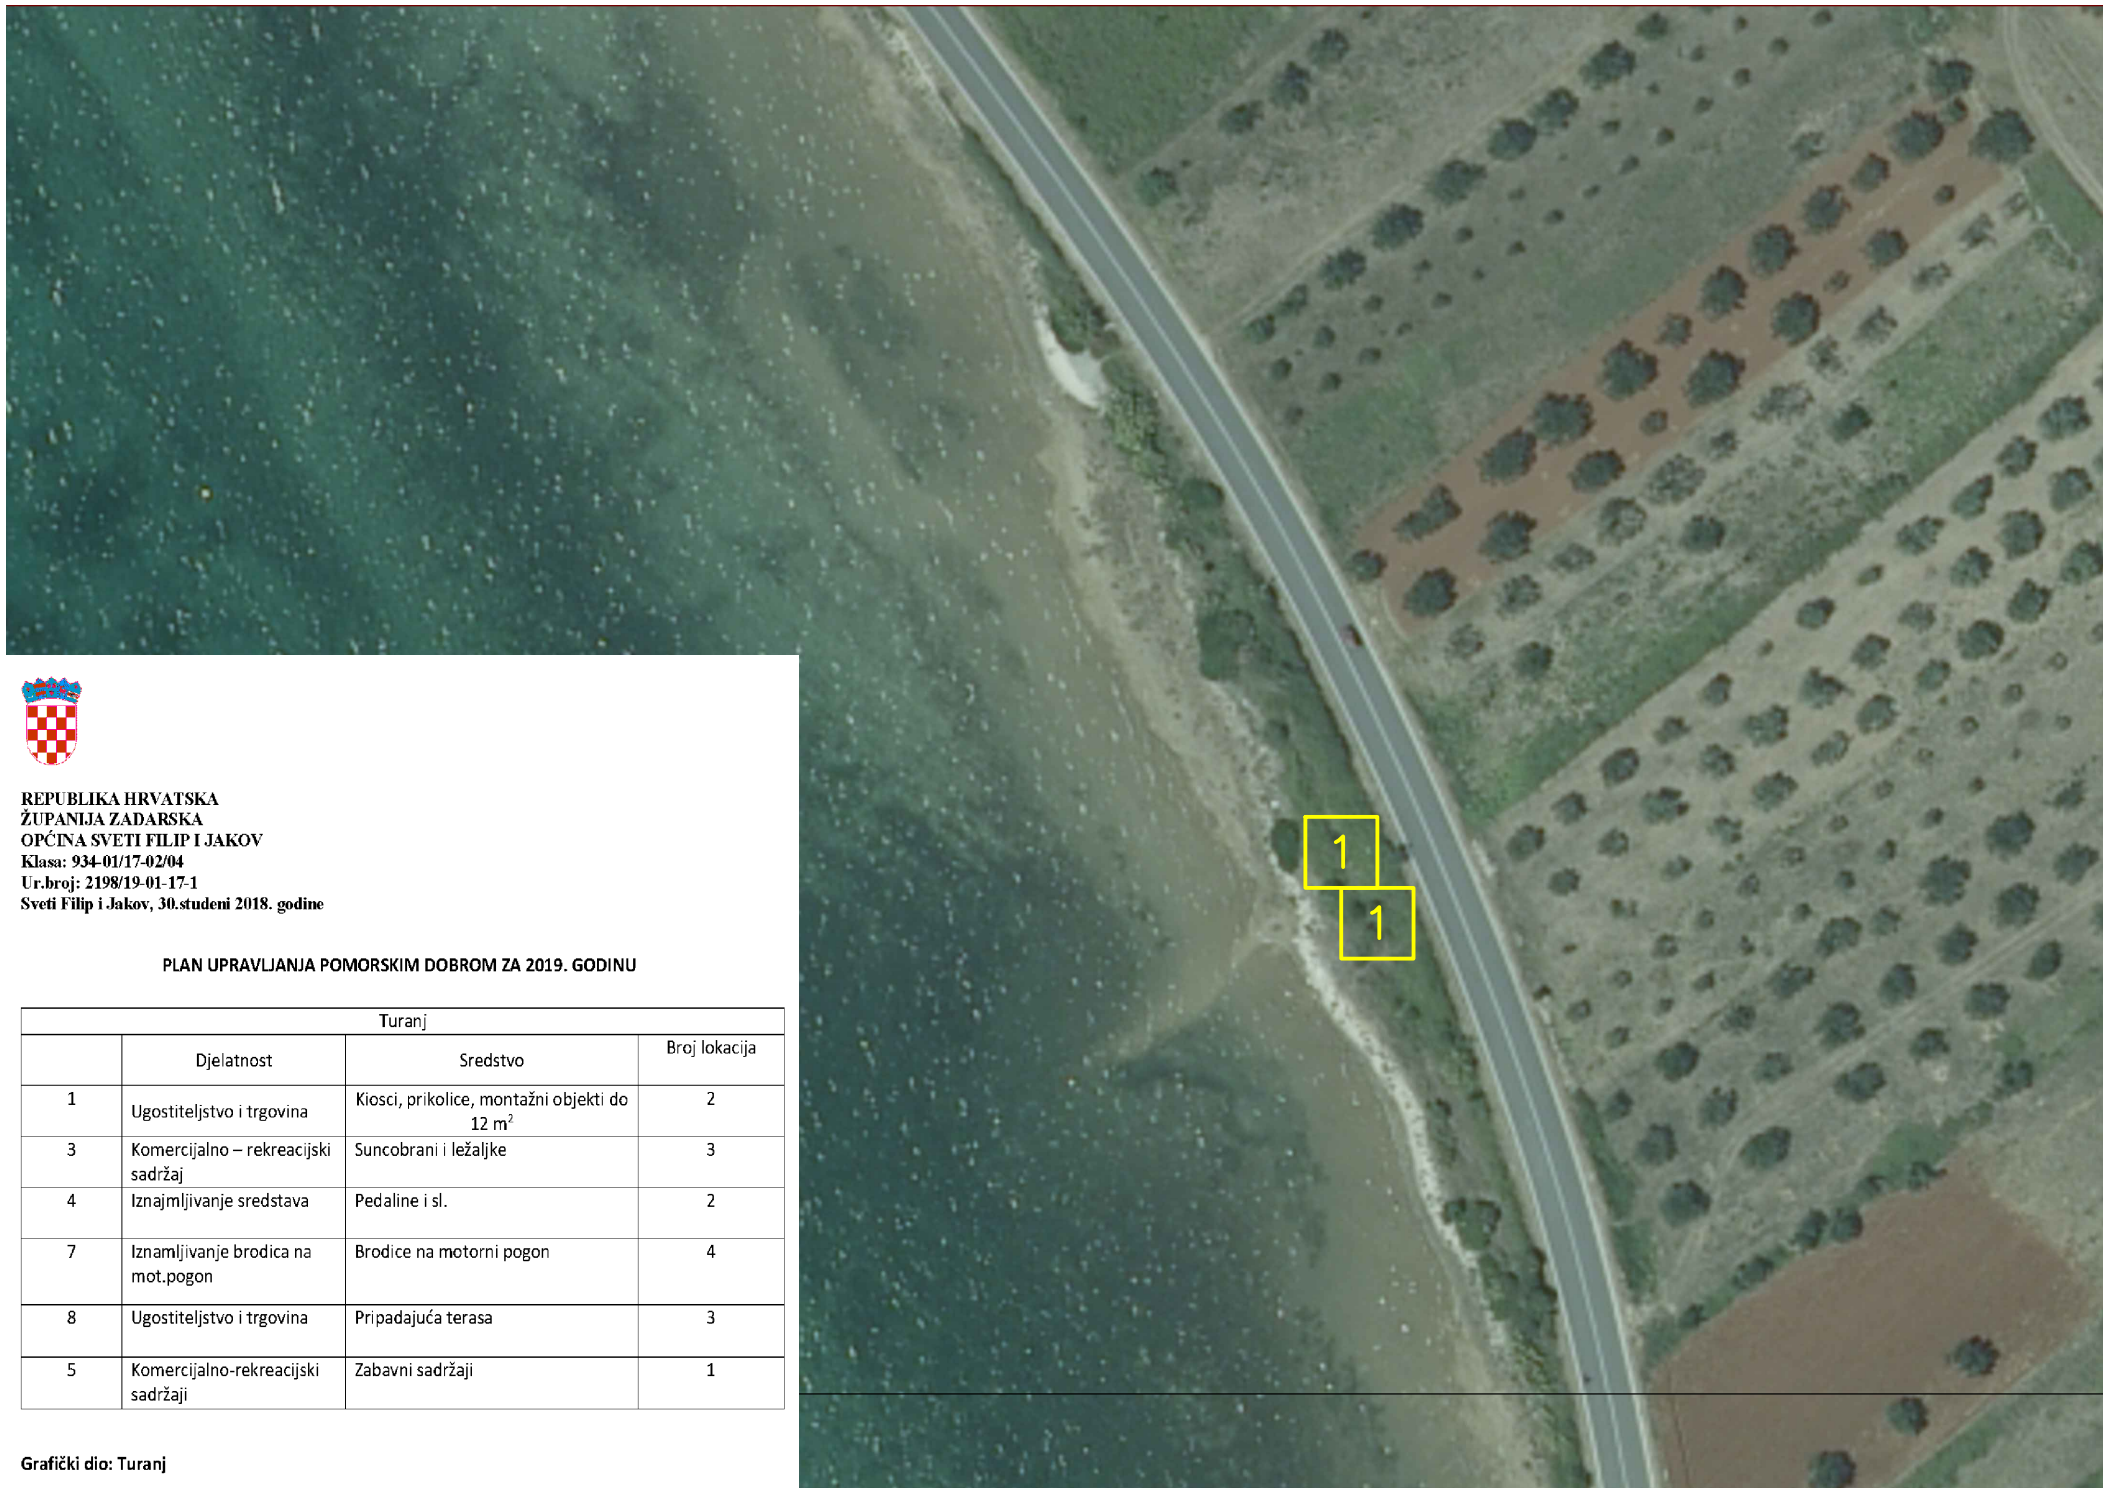 REPUBLIKA HRVATSKA
ŽUPANIJA ZADARSKA
OPĆINA SVETI FILIP I JAKOV
Klasa: 934-01/17-02/04
Ur.broj: 2198/19-01-17-1
Sveti Filip i Jakov, 30.studeni 2018. godine
PLAN UPRAVLJANJA POMORSKIM DOBROM ZA 2019. GODINU
Turanj
Djelatnost Sredstvo Broj lokacija
1 Ugostiteljstvo i trgovina Kiosci, prikolice, montažni objekti do 2
12 m²
3 Komercijalno – rekreacijski Suncobrani i ležaljke 3
sadržaj
4 Iznajmljivanje sredstava Pedaline i sl. 2
7 Iznamljivanje brodica na Brodice na motorni pogon 4
mot.pogon
8 Ugostiteljstvo i trgovina Pripadajuća terasa 3
5 Komercijalno-rekreacijski Zabavni sadržaji 1
sadržaji
Grafički dio: Turanj
1
1